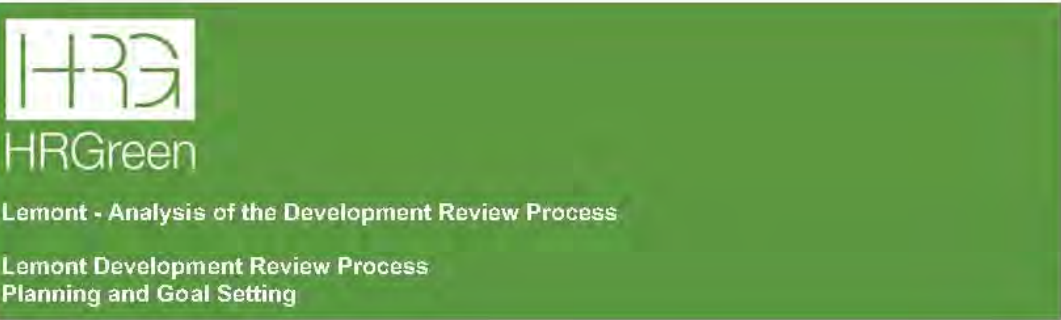 HRG
HRGreen
Lemont - Analysis of the Development Review Process
Lemont Development Review Process
Planning and Goal Setting